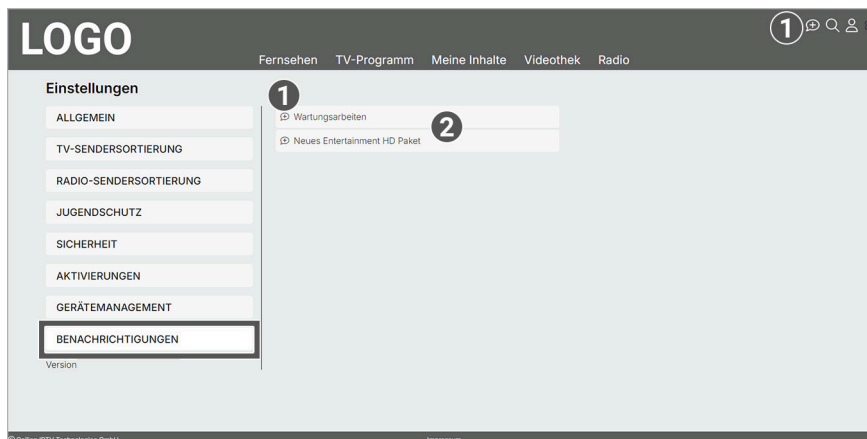 LOGO
1
Fernsehen TV-Programm Meine Inhalte Videothek Radio
Einstellungen
1
ALLGEMEIN
Wartungsarbeiten
2
TV-SENDERSORTIERUNG
Neues Entertainment HD Paket
RADIO-SENDERSORTIERUNG
JUGENDSCHUTZ
SICHERHEIT
AKTIVIERUNGEN
GERÄTEMANAGEMENT
BENACHRICHTIGUNGEN
Version